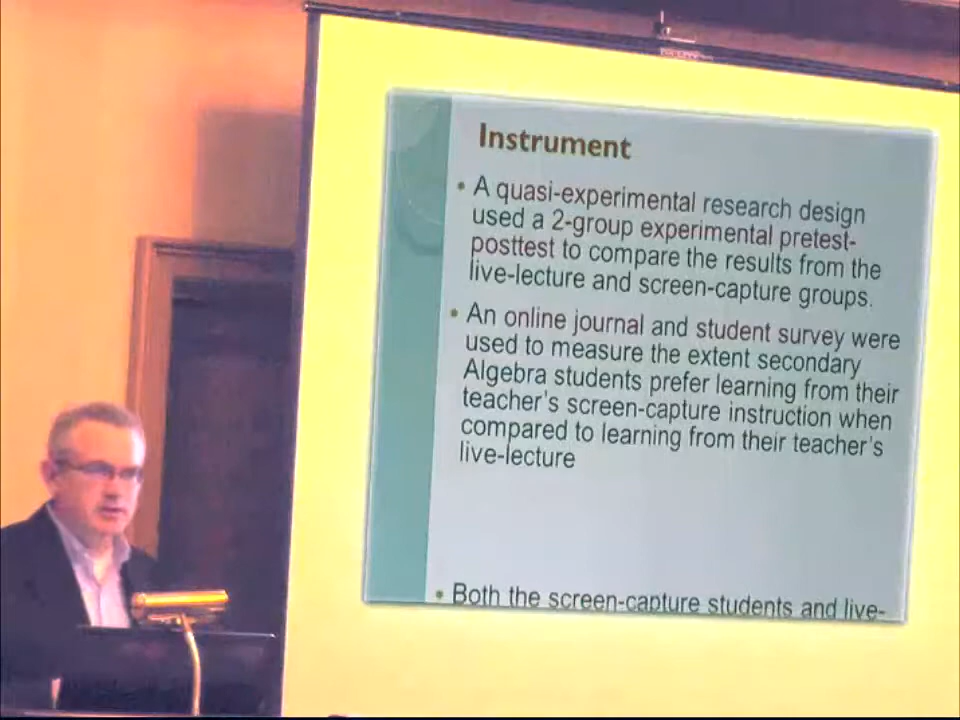 Instrument
• A quasi-experimental research design
used a 2-group experimental pretest-
posttest to compare the results from the
live-lecture and screen-capture groups.
• An online journal and student survey were
used to measure the extent secondary
Algebra students prefer learning from their
teacher's screen-capture instruction when
compared to learning from their teacher's
live-lecture
• Both the screen-capture students and live-